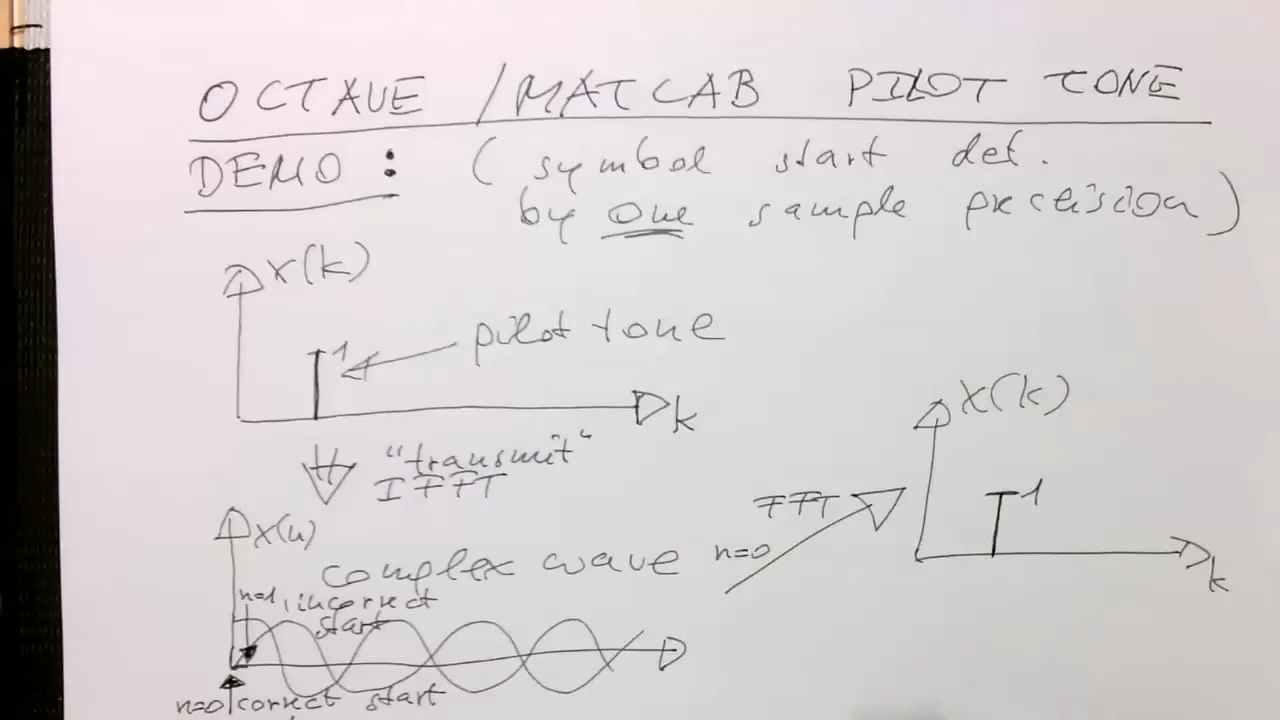 OCTAVE / MATLAB PILOT TONE
DEMO: (symbol start det.
by one sample precision)
X(k)
1
pilot tone
k
"transmit"
IFFT
x(n)
complex wave
n=1, incorrect
start
n=0 correct start
FFT
n=0
X(k)
1
k